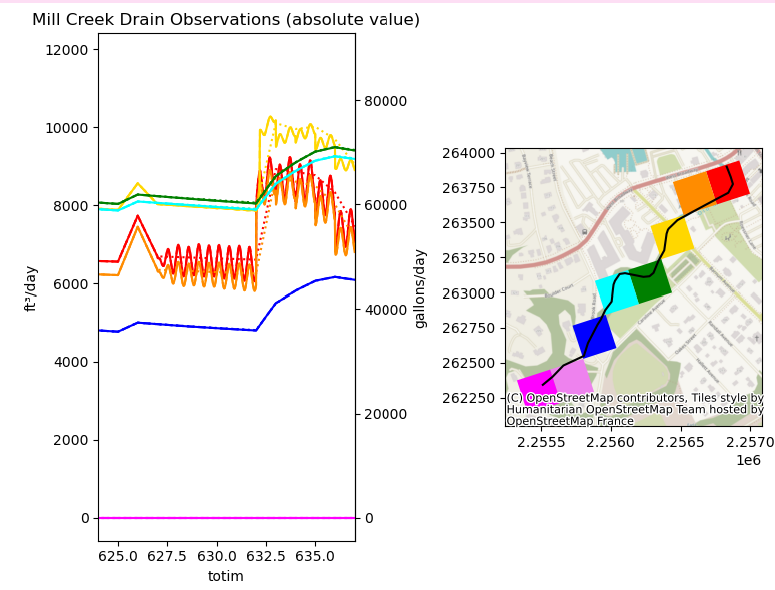 Mill Creek Drain Observations (absolute value)
12000
10000
8000
6000
4000
2000
0
ft³/day
80000
60000
40000
20000
0
gallons/day
625.0 627.5 630.0 632.5 635.0
totim
264000
263750
263500
263250
263000
262750
262500
262250
(C) OpenStreetMap contributors, Tiles style by
Humanitarian OpenStreetMap Team hosted by
OpenStreetMap France
2.2555 2.2560 2.2565 2.2570
1e6